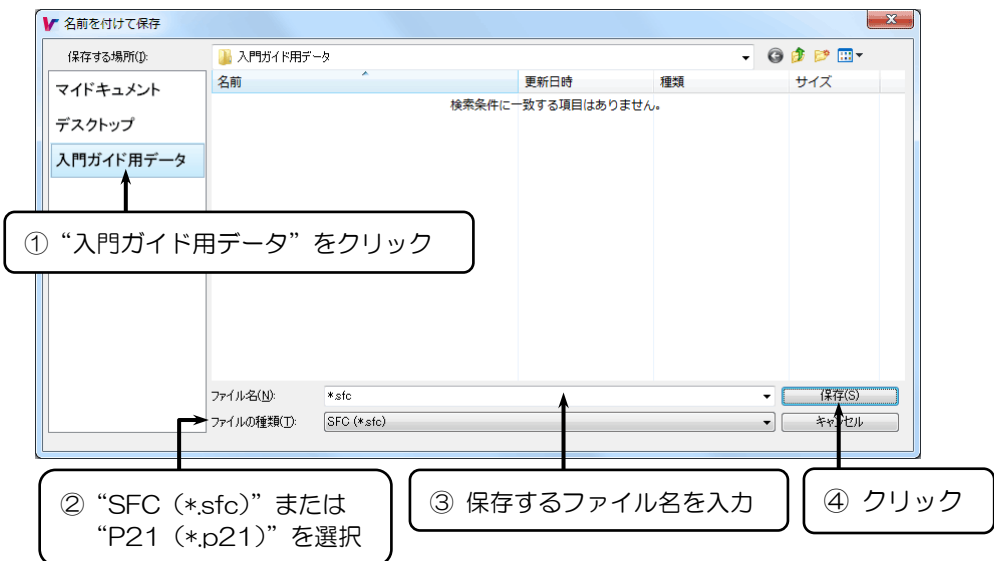 名前を付けて保存
保存する場所(I):
入門ガイド用データ
マイドキュメント
デスクトップ
入門ガイド用データ
名前
更新日時
種類
サイズ
検索条件に一致する項目はありません。
① “入門ガイド用データ” をクリック
ファイル名(N):
*.sfc
保存(S)
ファイルの種類(T):
SFC (*.sfc)
キャンセル
② “SFC (*.sfc)” または
“P21 (*.p21)” を選択
③ 保存するファイル名を入力
④ クリック